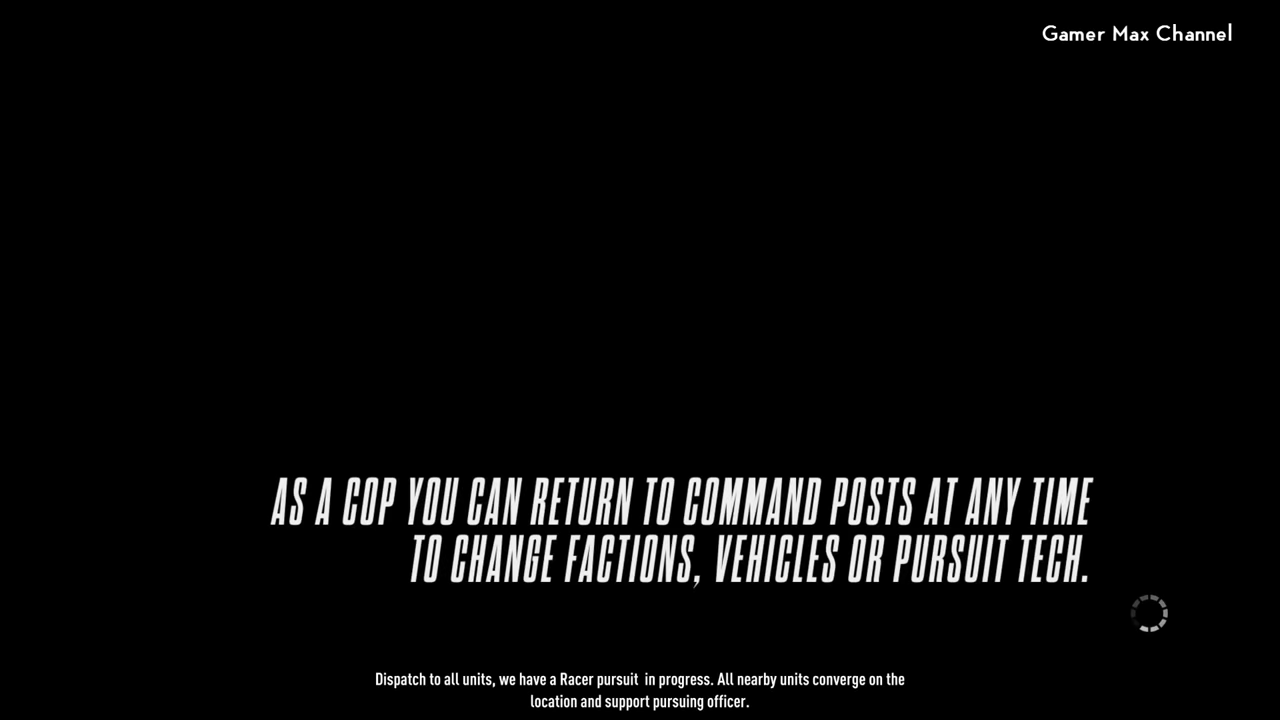 Gamer Max Channel
AS A COP YOU CAN RETURN TO COMMAND POSTS AT ANY TIME
TO CHANGE FACTIONS, VEHICLES OR PURSUIT TECH.
Dispatch to all units, we have a Racer pursuit  in progress. All nearby units converge on the
location and support pursuing officer.